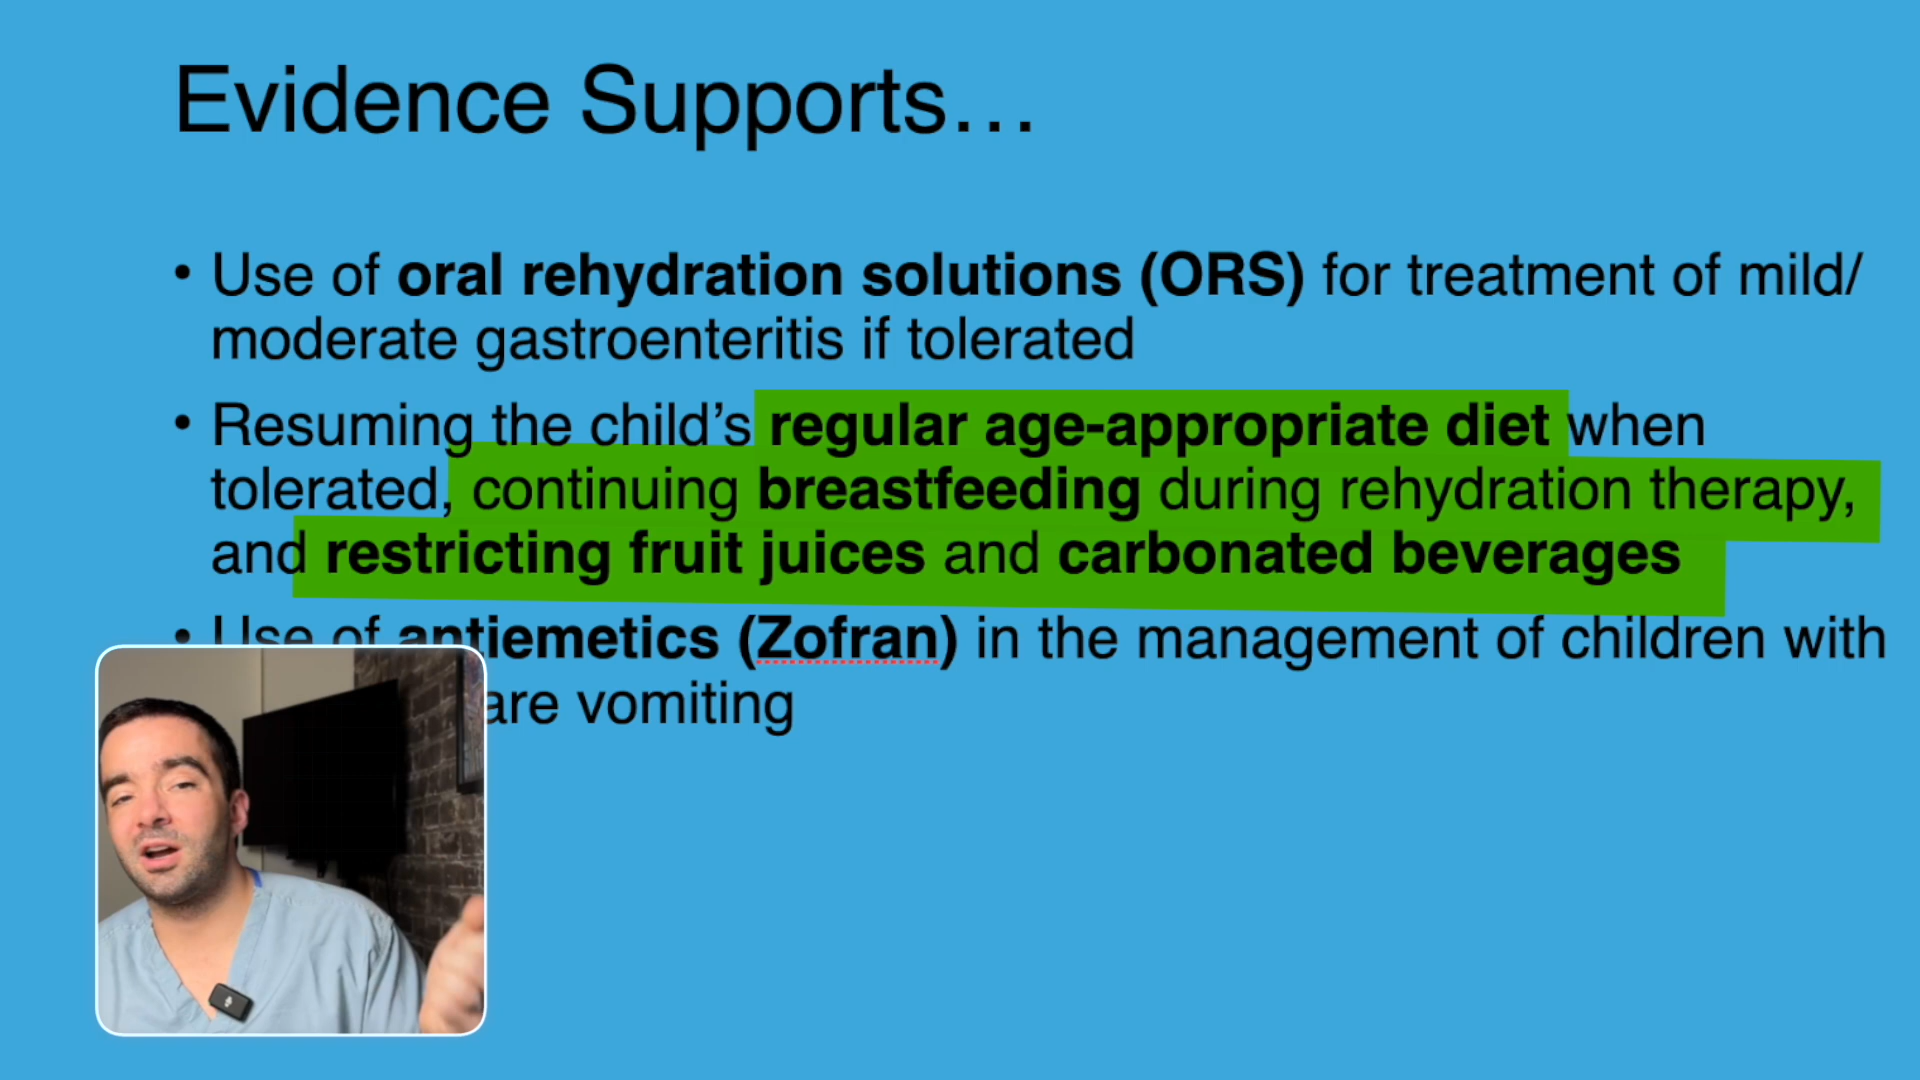 Evidence Supports…
• Use of oral rehydration solutions (ORS) for treatment of mild/
moderate gastroenteritis if tolerated
• Resuming the child’s regular age-appropriate diet when
tolerated, continuing breastfeeding during rehydration therapy,
and restricting fruit juices and carbonated beverages
• Use of antiemetics (Zofran) in the management of children with
are vomiting